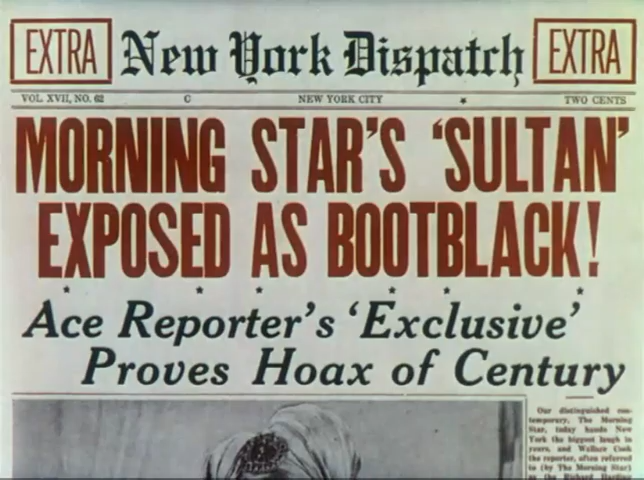 EXTRA New York Dispatch EXTRA
VOL. XVII, NO. 62 C NEW YORK CITY * TWO CENTS
MORNING STAR'S 'SULTAN'
EXPOSED AS BOOTBLACK!
* * * * * *
Ace Reporter's 'Exclusive'
Proves Hoax of Century
Our distinguished con-
temporary, The Morning
Star, today hands New
York the biggest laugh in
years, and Wallace Cook
the reporter, often referred
to (by The Morning Star)
as the Richard Harding